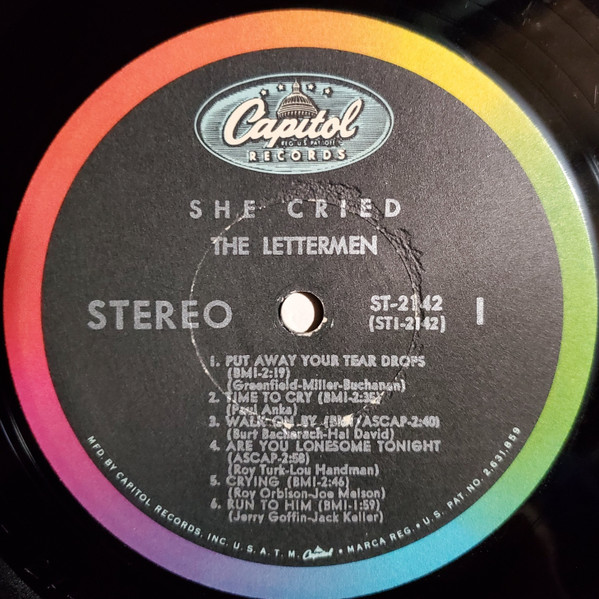 Capitol
REG. U.S. PAT. OFF.
RECORDS
SHE CRIED
THE LETTERMEN
STEREO
ST-2142
(ST1-2142)
1
1. PUT AWAY YOUR TEAR DROPS
(BMI-2:19)
(Greenfield-Miller-Buchanan)
2. TIME TO CRY (BMI-2:35)
(Paul Anka)
3. WALK ON BY (BMI/ASCAP-2:40)
(Burt Bacharach-Hal David)
4. ARE YOU LONESOME TONIGHT
(ASCAP-2:58)
(Roy Turk-Lou Handman)
5. CRYING (BMI-2:46)
(Roy Orbison-Joe Melson)
6. RUN TO HIM (BMI-1:59)
(Jerry Goffin-Jack Keller)
MFD. BY CAPITOL RECORDS, INC. U.S.A. T.M. Capitol • MARCA REG. • U.S. PAT. NO. 2,631,859